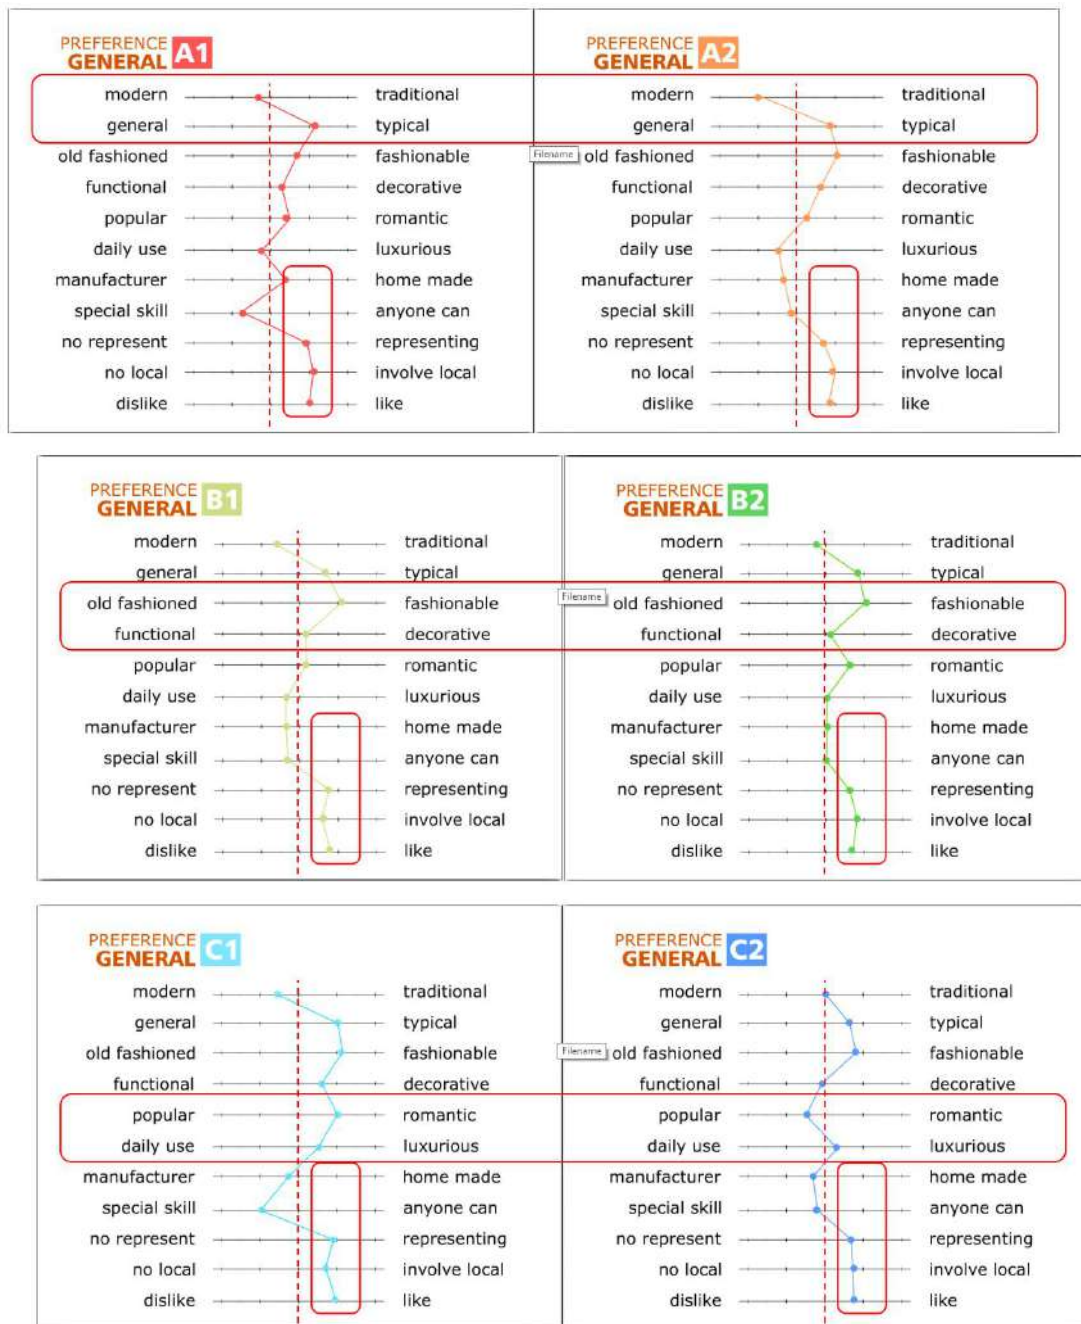 PREFERENCE
GENERAL A1
modern traditional
general typical
old fashioned fashionable
functional decorative
popular romantic
daily use luxurious
manufacturer home made
special skill anyone can
no represent representing
no local involve local
dislike like
PREFERENCE
GENERAL A2
modern traditional
general typical
Filename old fashioned fashionable
functional decorative
popular romantic
daily use luxurious
manufacturer home made
special skill anyone can
no represent representing
no local involve local
dislike like
PREFERENCE
GENERAL B1
modern traditional
general typical
old fashioned fashionable
functional decorative
popular romantic
daily use luxurious
manufacturer home made
special skill anyone can
no represent representing
no local involve local
dislike like
PREFERENCE
GENERAL B2
modern traditional
general typical
Filename old fashioned fashionable
functional decorative
popular romantic
daily use luxurious
manufacturer home made
special skill anyone can
no represent representing
no local involve local
dislike like
PREFERENCE
GENERAL C1
modern traditional
general typical
old fashioned fashionable
functional decorative
popular romantic
daily use luxurious
manufacturer home made
special skill anyone can
no represent representing
no local involve local
dislike like
PREFERENCE
GENERAL C2
modern traditional
general typical
Filename old fashioned fashionable
functional decorative
popular romantic
daily use luxurious
manufacturer home made
special skill anyone can
no represent representing
no local involve local
dislike like